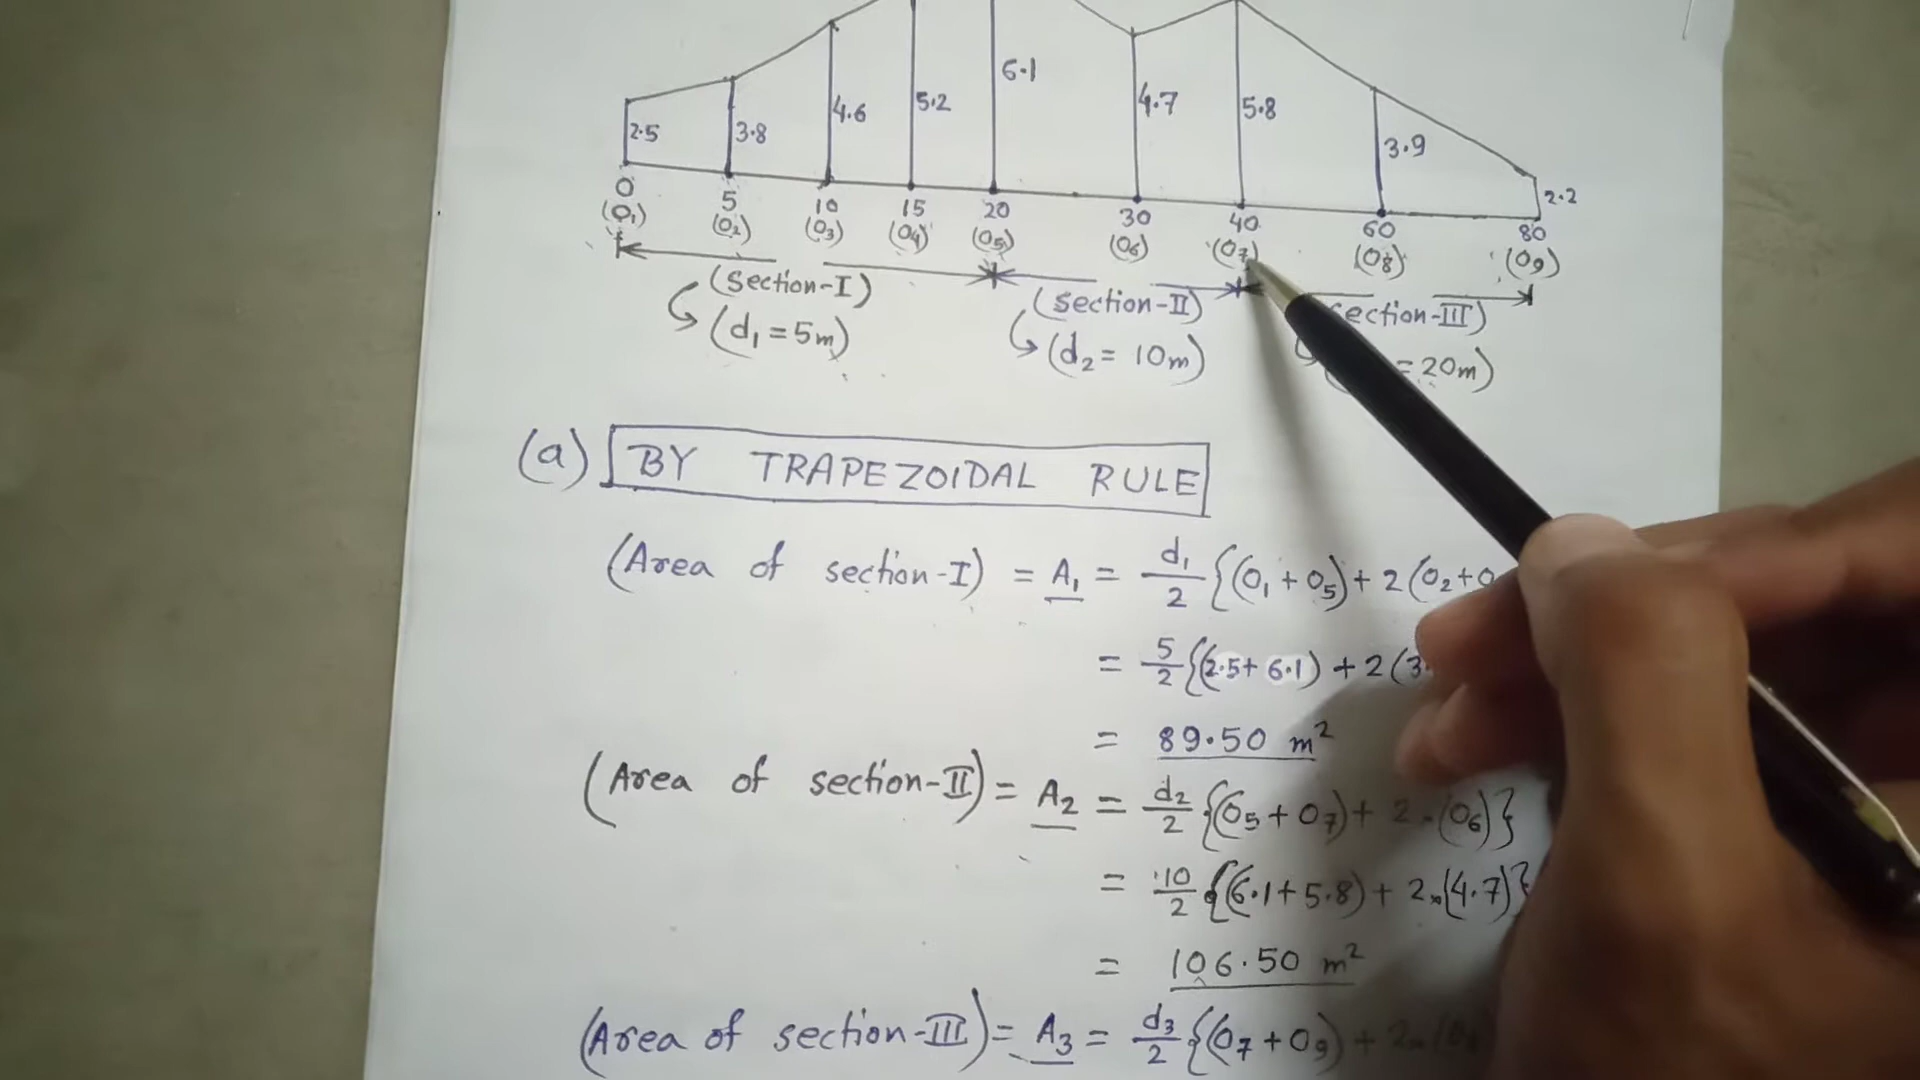 6.1
2.5 3.8 4.6 5.2 4.7 5.8 3.9 2.2
0 5 10 15 20 30 40 60 80
(O₁) (O₂) (O₃) (O₄) (O₅) (O₆) (O₇) (O₈) (O₉)
(section-I) (section-II) ection-III)
(d₁ = 5m) (d₂ = 10m) = 20m)
(a) BY TRAPEZOIDAL RULE
(Area of section-I) = A₁ = d₁/2 {(O₁ + O₅) + 2 (O₂+O
= 5/2 {(2.5+ 6.1) + 2 (3.
= 89.50 m²
(Area of section-II) = A₂ = d₂/2 {(O₅ + O₇) + 2 × (O₆)}
= 10/2 {(6.1+5.8) + 2×(4.7)}
= 106.50 m²
(Area of section-III) = A₃ = d₃/2 {(O₇ + O₉) + 2×(O₈